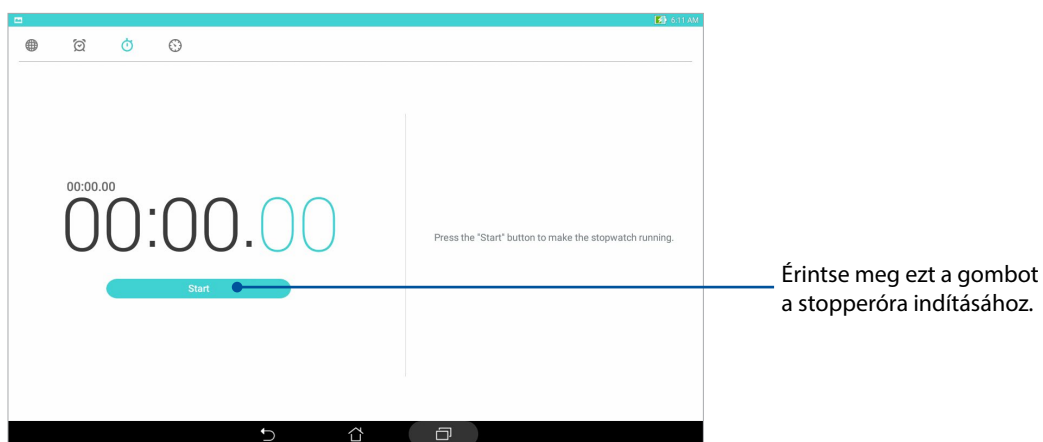 6:11 AM
00:00.00
00:00.00
Start
Press the "Start" button to make the stopwatch running.
Érintse meg ezt a gombot
a stopperóra indításához.